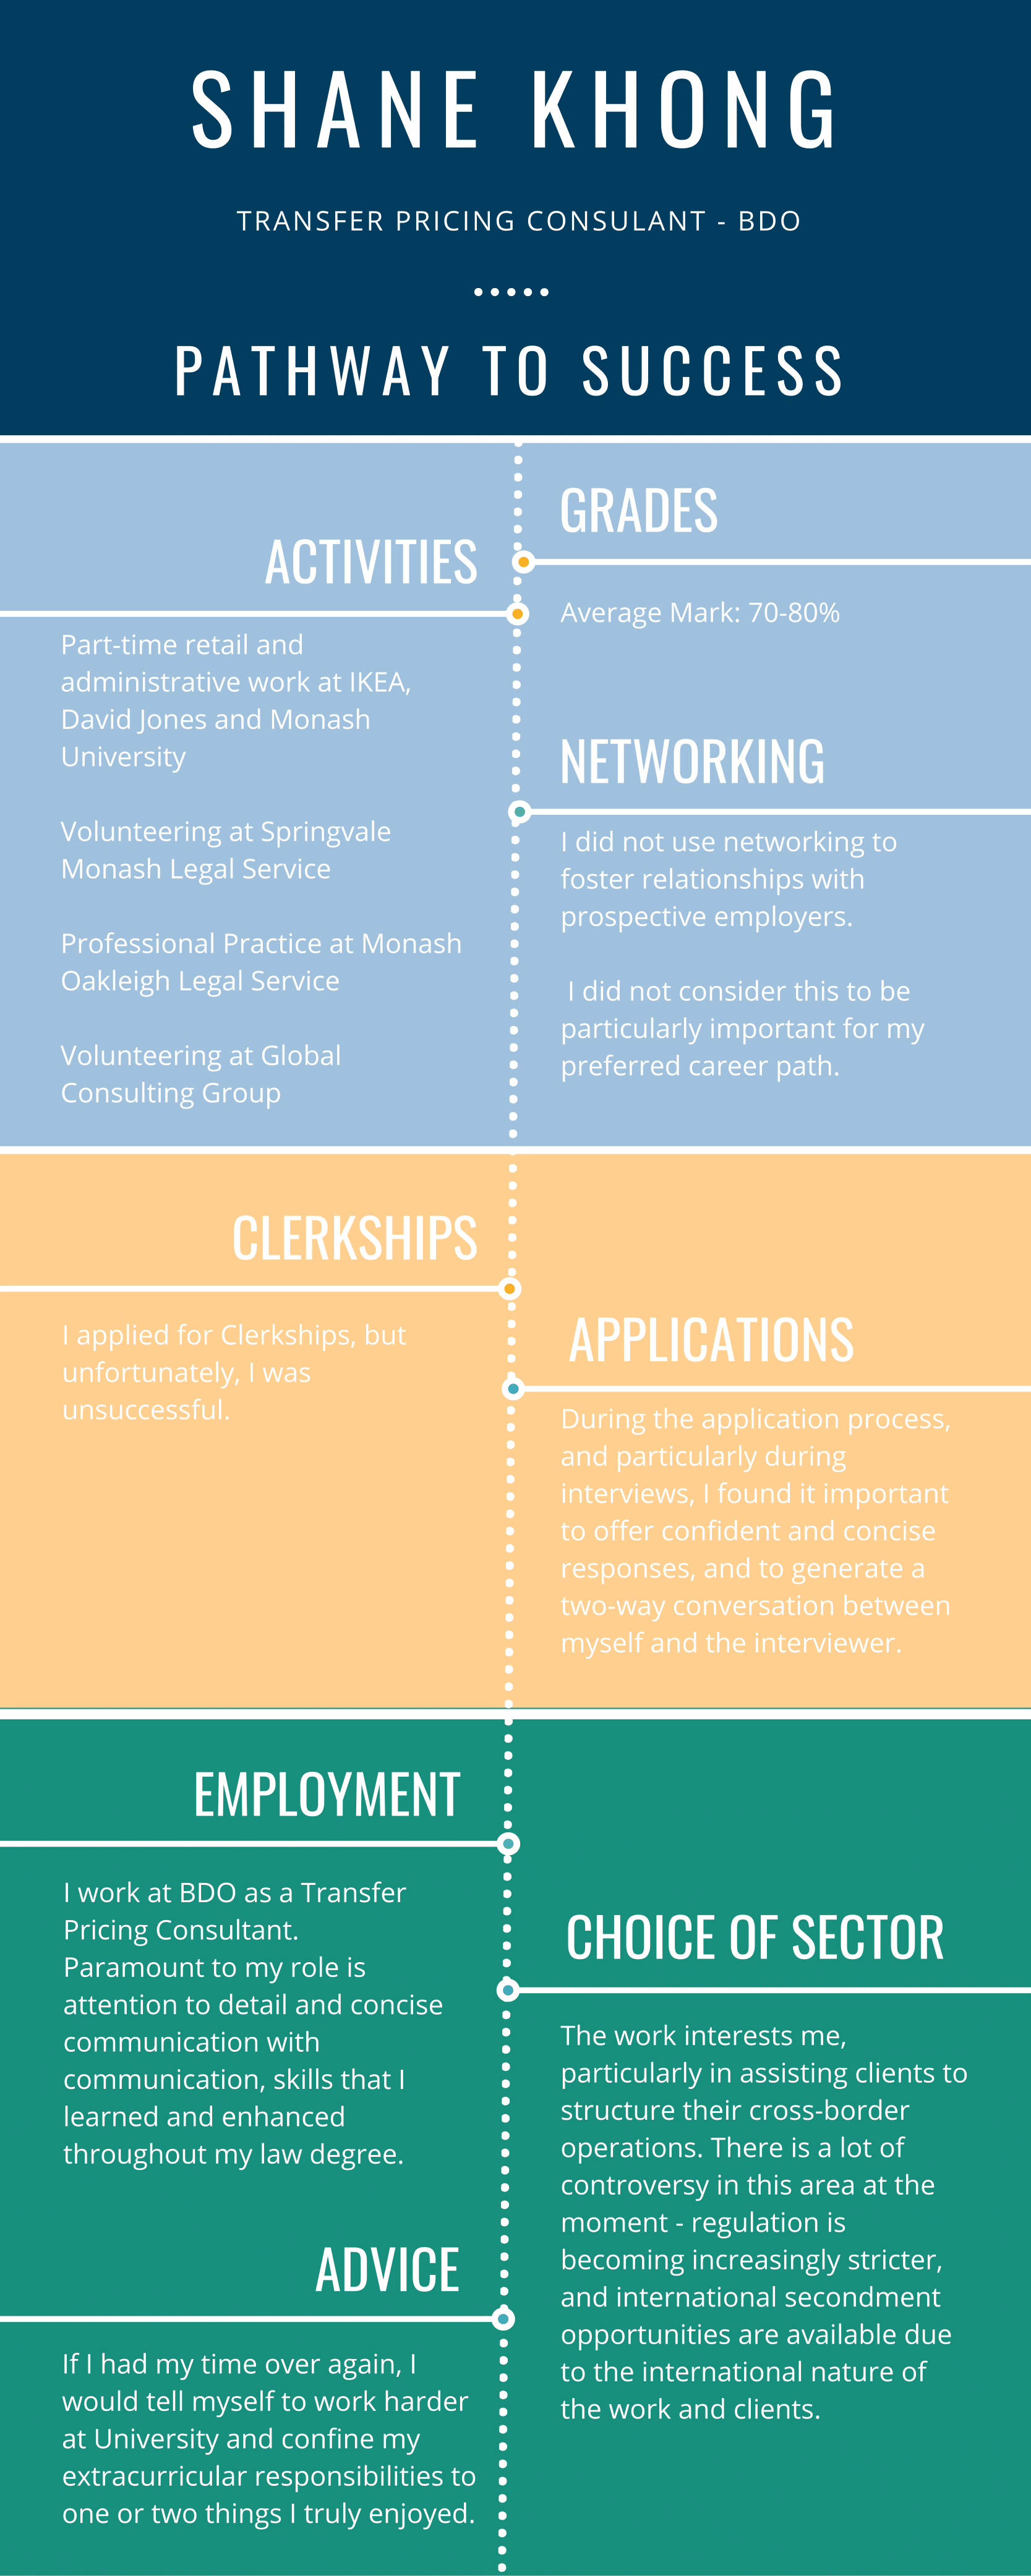 SHANE KHONG
TRANSFER PRICING CONSULANT - BDO
PATHWAY TO SUCCESS
GRADES
Average Mark: 70-80%
ACTIVITIES
Part-time retail and
administrative work at IKEA,
David Jones and Monash
University
Volunteering at Springvale
Monash Legal Service
Professional Practice at Monash
Oakleigh Legal Service
Volunteering at Global
Consulting Group
NETWORKING
I did not use networking to
foster relationships with
prospective employers.
I did not consider this to be
particularly important for my
preferred career path.
CLERKSHIPS
I applied for Clerkships, but
unfortunately, I was
unsuccessful.
APPLICATIONS
During the application process,
and particularly during
interviews, I found it important
to offer confident and concise
responses, and to generate a
two-way conversation between
myself and the interviewer.
EMPLOYMENT
I work at BDO as a Transfer
Pricing Consultant.
Paramount to my role is
attention to detail and concise
communication with
communication, skills that I
learned and enhanced
throughout my law degree.
CHOICE OF SECTOR
The work interests me,
particularly in assisting clients to
structure their cross-border
operations. There is a lot of
controversy in this area at the
moment - regulation is
becoming increasingly stricter,
and international secondment
opportunities are available due
to the international nature of
the work and clients.
ADVICE
If I had my time over again, I
would tell myself to work harder
at University and confine my
extracurricular responsibilities to
one or two things I truly enjoyed.